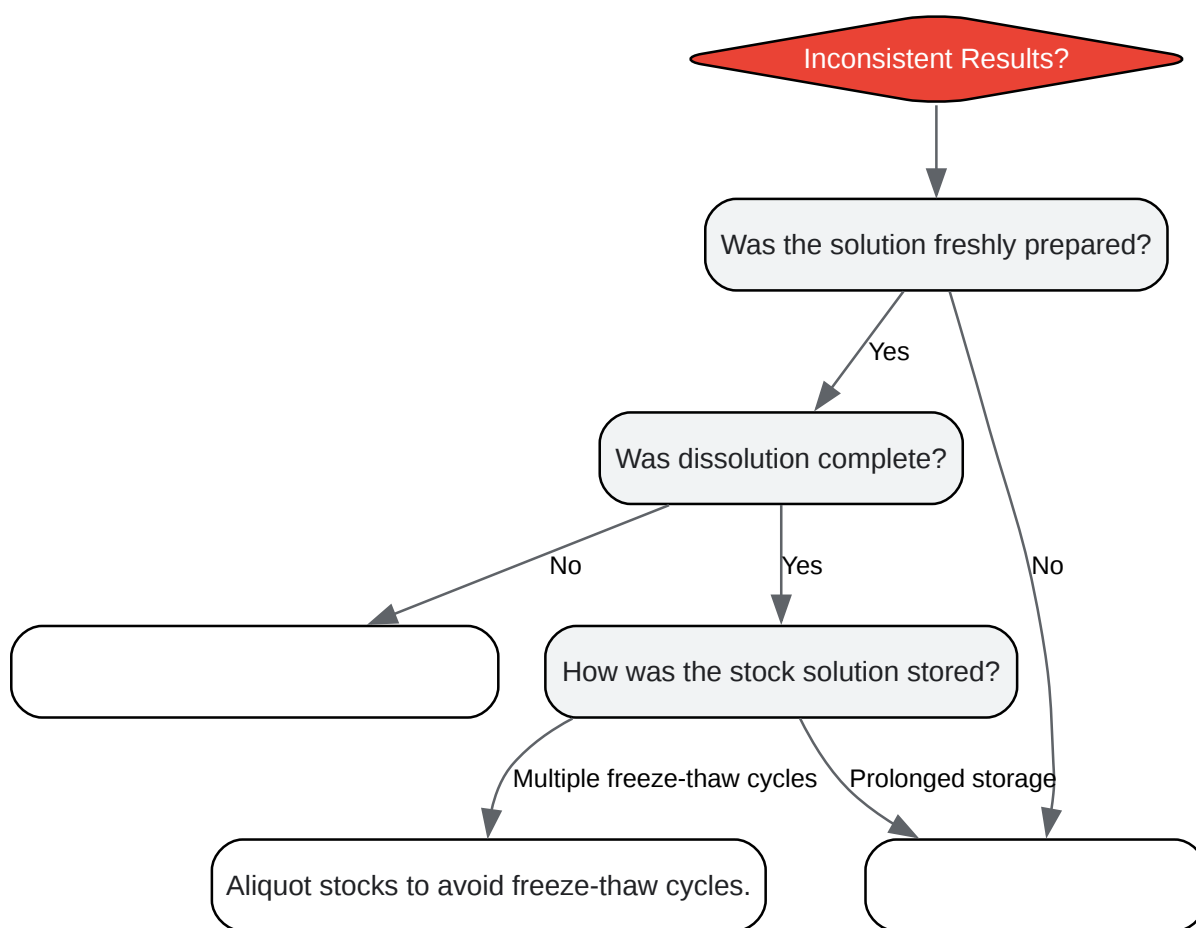 Inconsistent Results?
Was the solution freshly prepared?
Yes
Was dissolution complete?
No
Yes
No
How was the stock solution stored?
Multiple freeze-thaw cycles
Prolonged storage
Aliquot stocks to avoid freeze-thaw cycles.